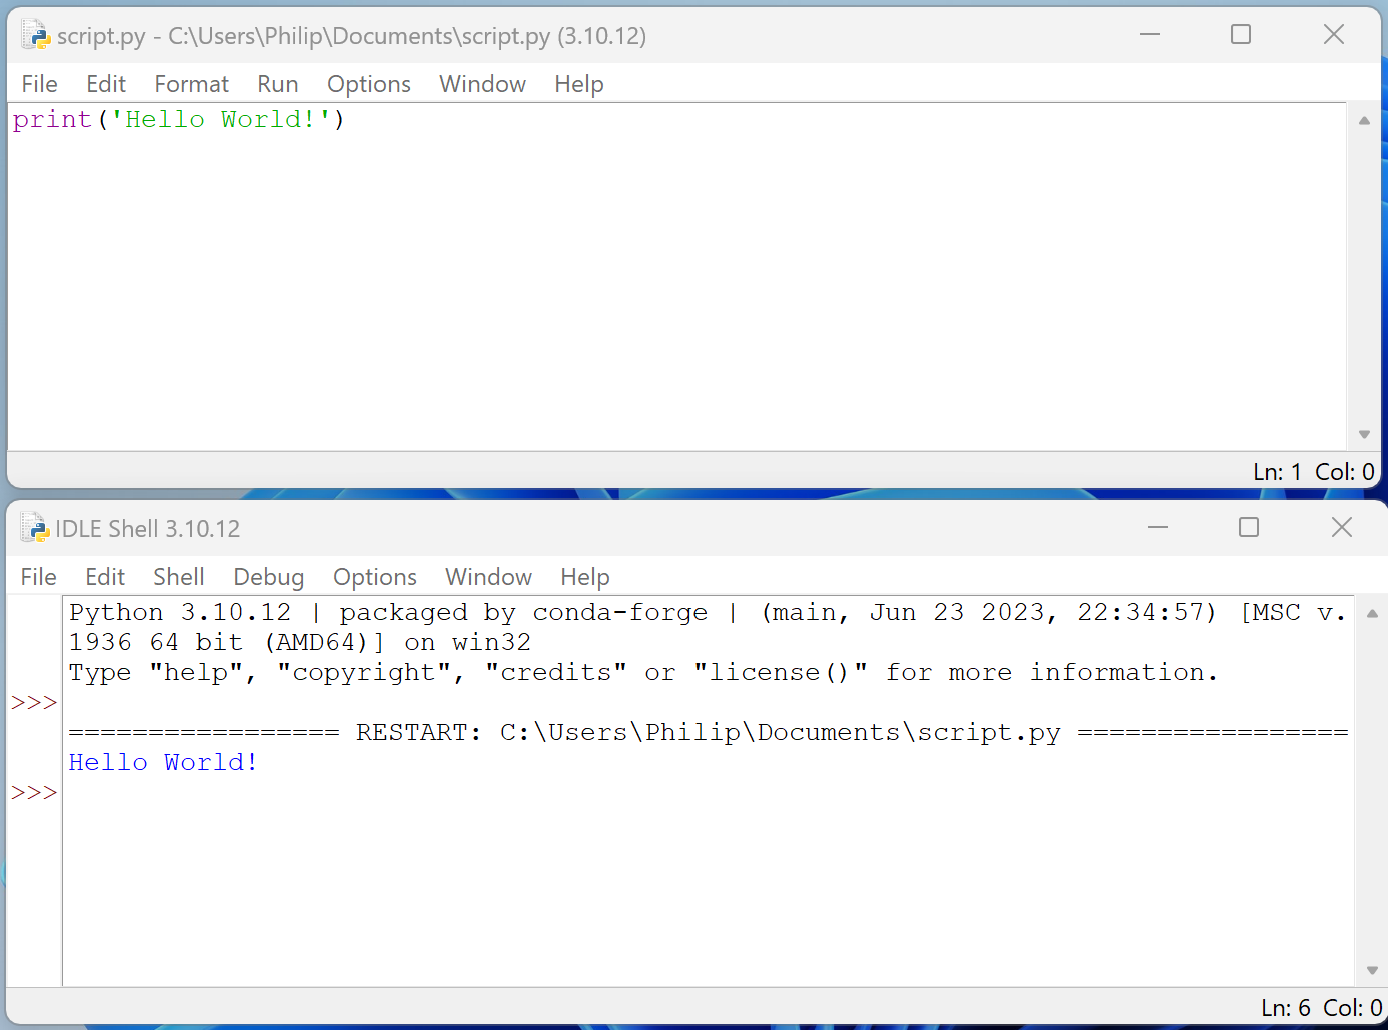 script.py - C:\Users\Philip\Documents\script.py (3.10.12)
File Edit Format Run Options Window Help
print('Hello World!')
Ln: 1 Col: 0
IDLE Shell 3.10.12
File Edit Shell Debug Options Window Help
Python 3.10.12 | packaged by conda-forge | (main, Jun 23 2023, 22:34:57) [MSC v.
1936 64 bit (AMD64)] on win32
Type "help", "copyright", "credits" or "license()" for more information.
>>>
================= RESTART: C:\Users\Philip\Documents\script.py =================
Hello World!
>>>
Ln: 6 Col: 0